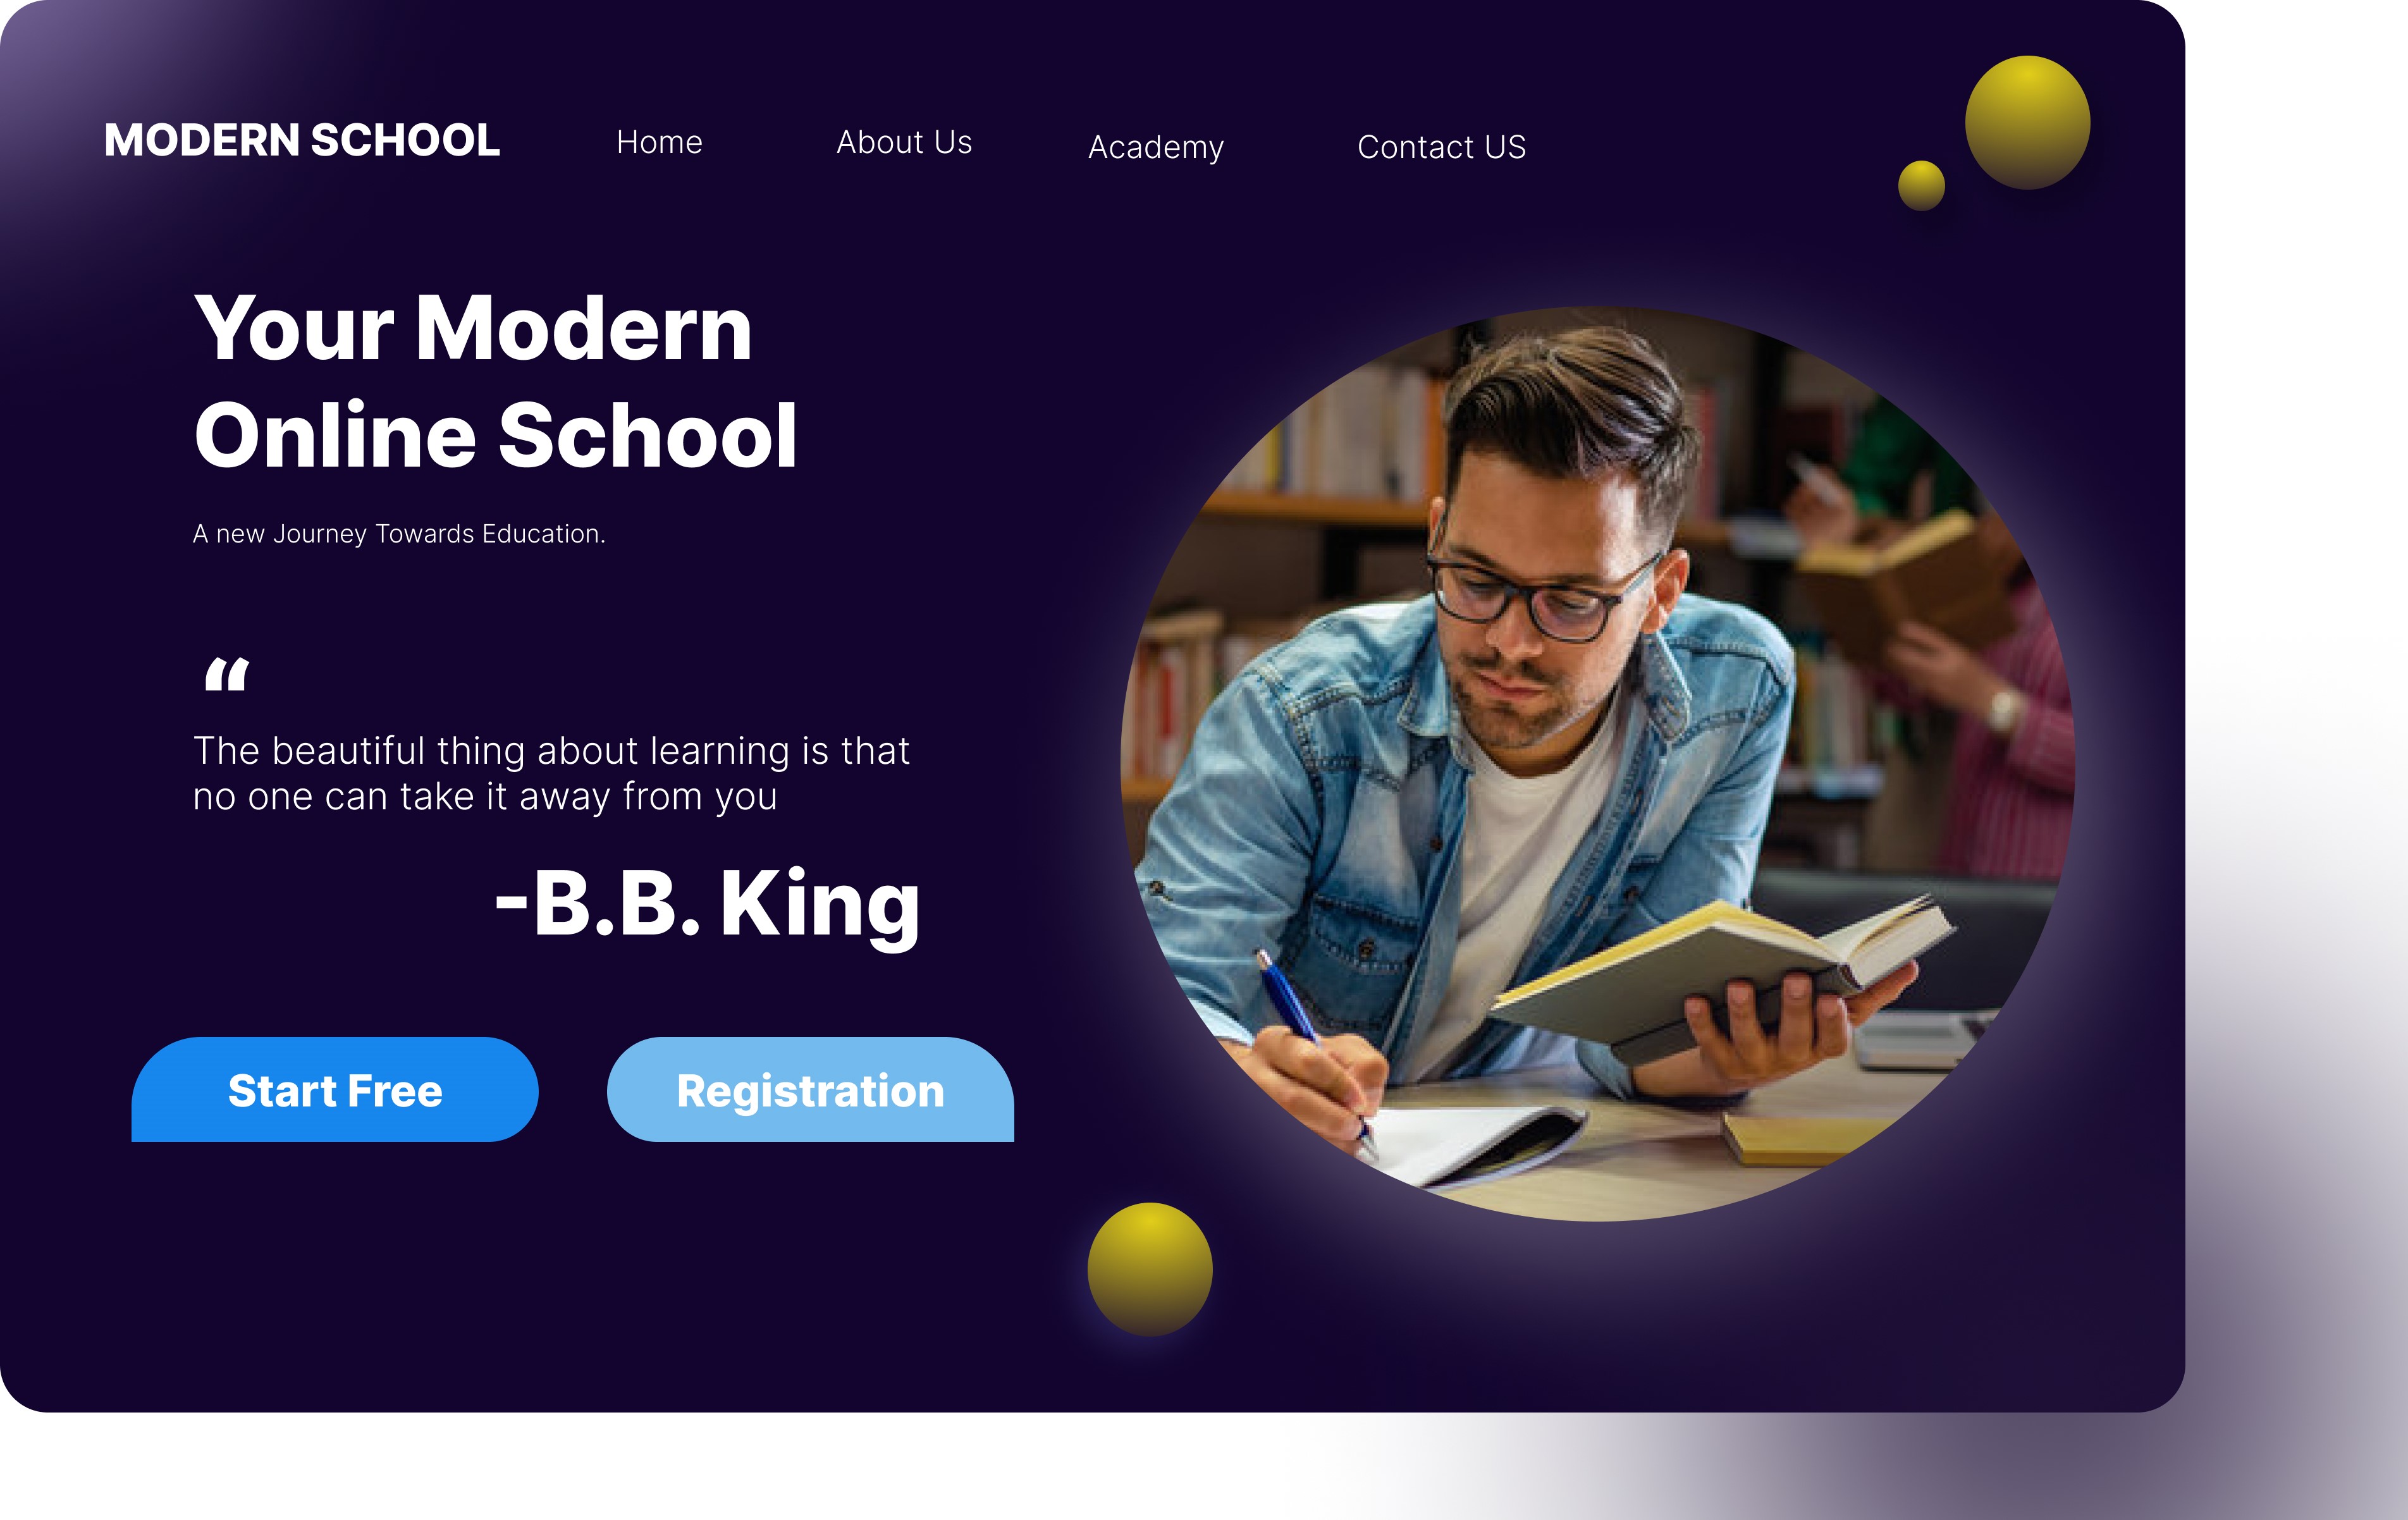 MODERN SCHOOL
Home
About Us
Academy
Contact US
Your Modern
Online School
A new Journey Towards Education.
“
The beautiful thing about learning is that
no one can take it away from you
-B.B. King
Start Free
Registration